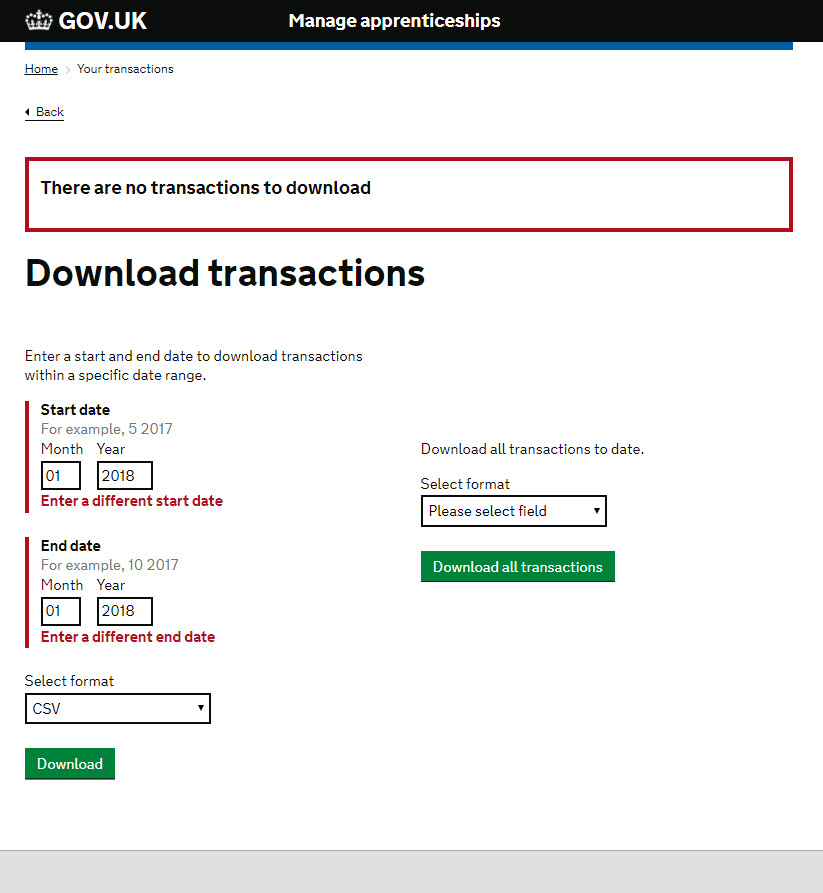 GOV.UK Manage apprenticeships
Home Your transactions
Back
There are no transactions to download
Download transactions
Enter a start and end date to download transactions
within a specific date range.
Start date
For example, 5 2017
Month Year
01 2018
Enter a different start date
End date
For example, 10 2017
Month Year
01 2018
Enter a different end date
Select format
CSV
Download
Download all transactions to date.
Select format
Please select field
Download all transactions